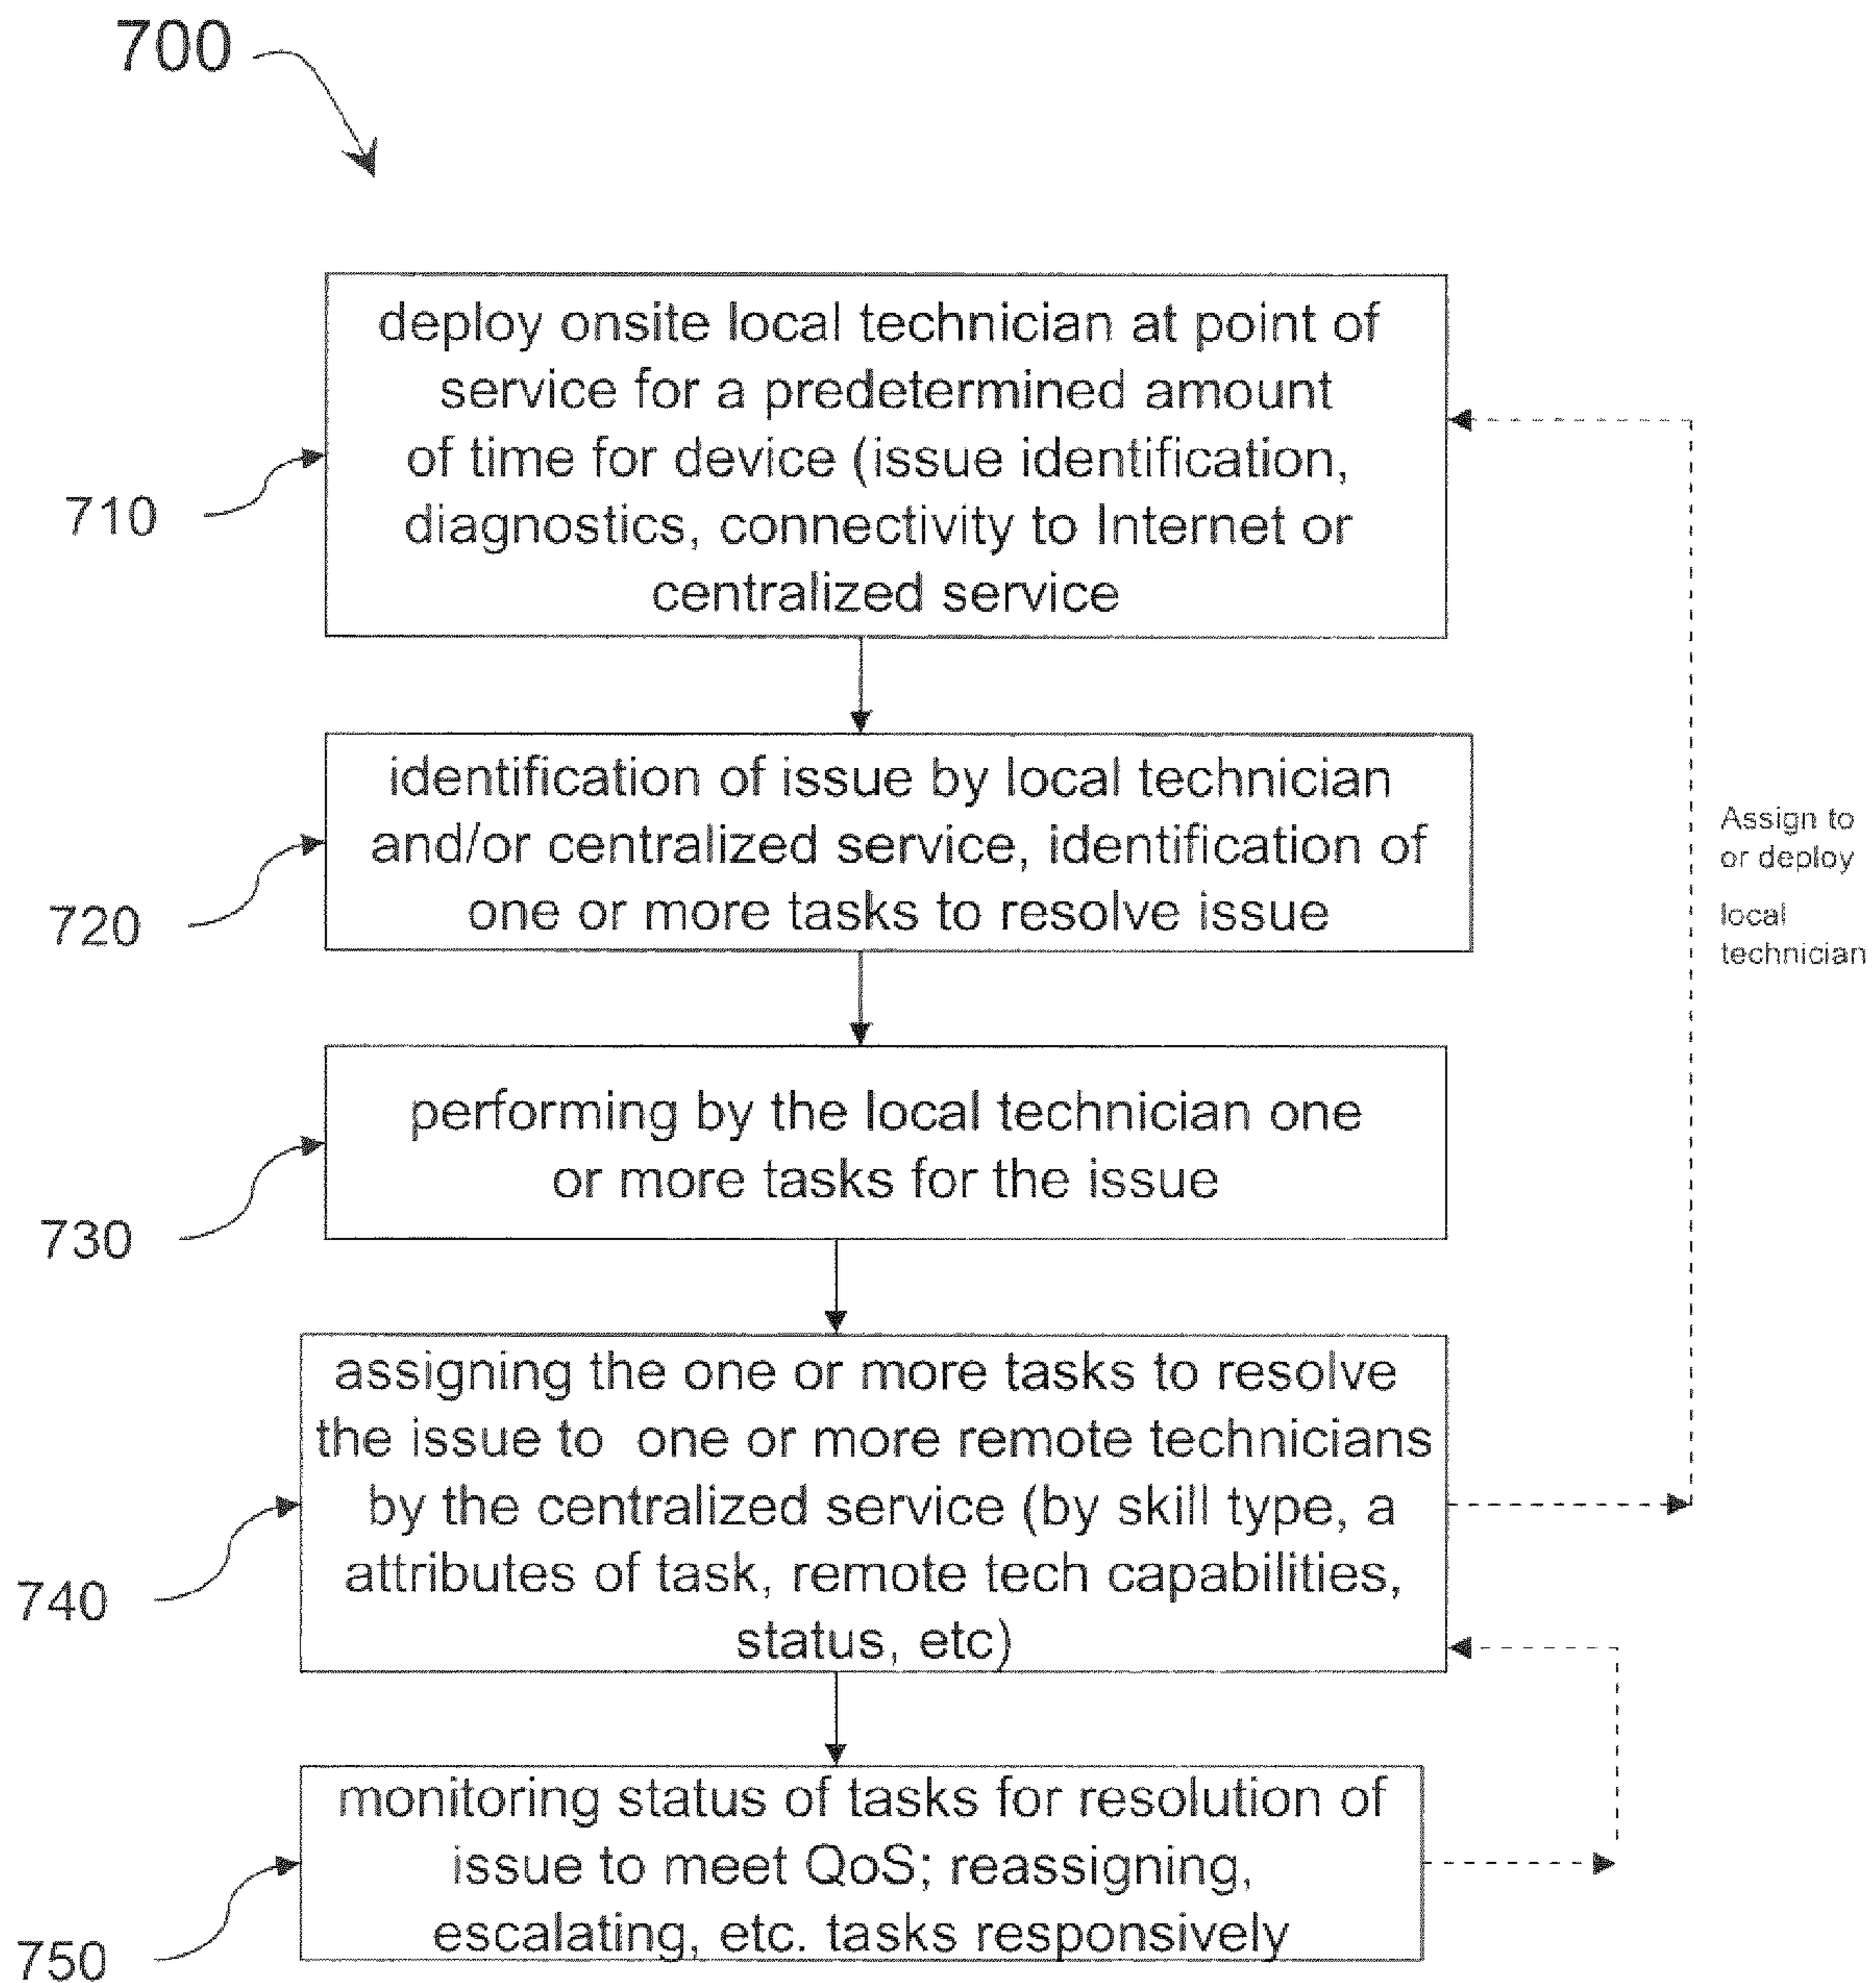 700
deploy onsite local technician at point of
service for a predetermined amount
of time for device (issue identification,
diagnostics, connectivity to Internet or
centralized service
710
identification of issue by local technician
and/or centralized service, identification of
one or more tasks to resolve issue
720
Assign to
or deploy
local
technician
performing by the local technician one
or more tasks for the issue
730
assigning the one or more tasks to resolve
the issue to one or more remote technicians
by the centralized service (by skill type, a
attributes of task, remote tech capabilities,
status, etc)
740
monitoring status of tasks for resolution of
issue to meet QoS; reassigning,
escalating, etc. tasks responsively
750